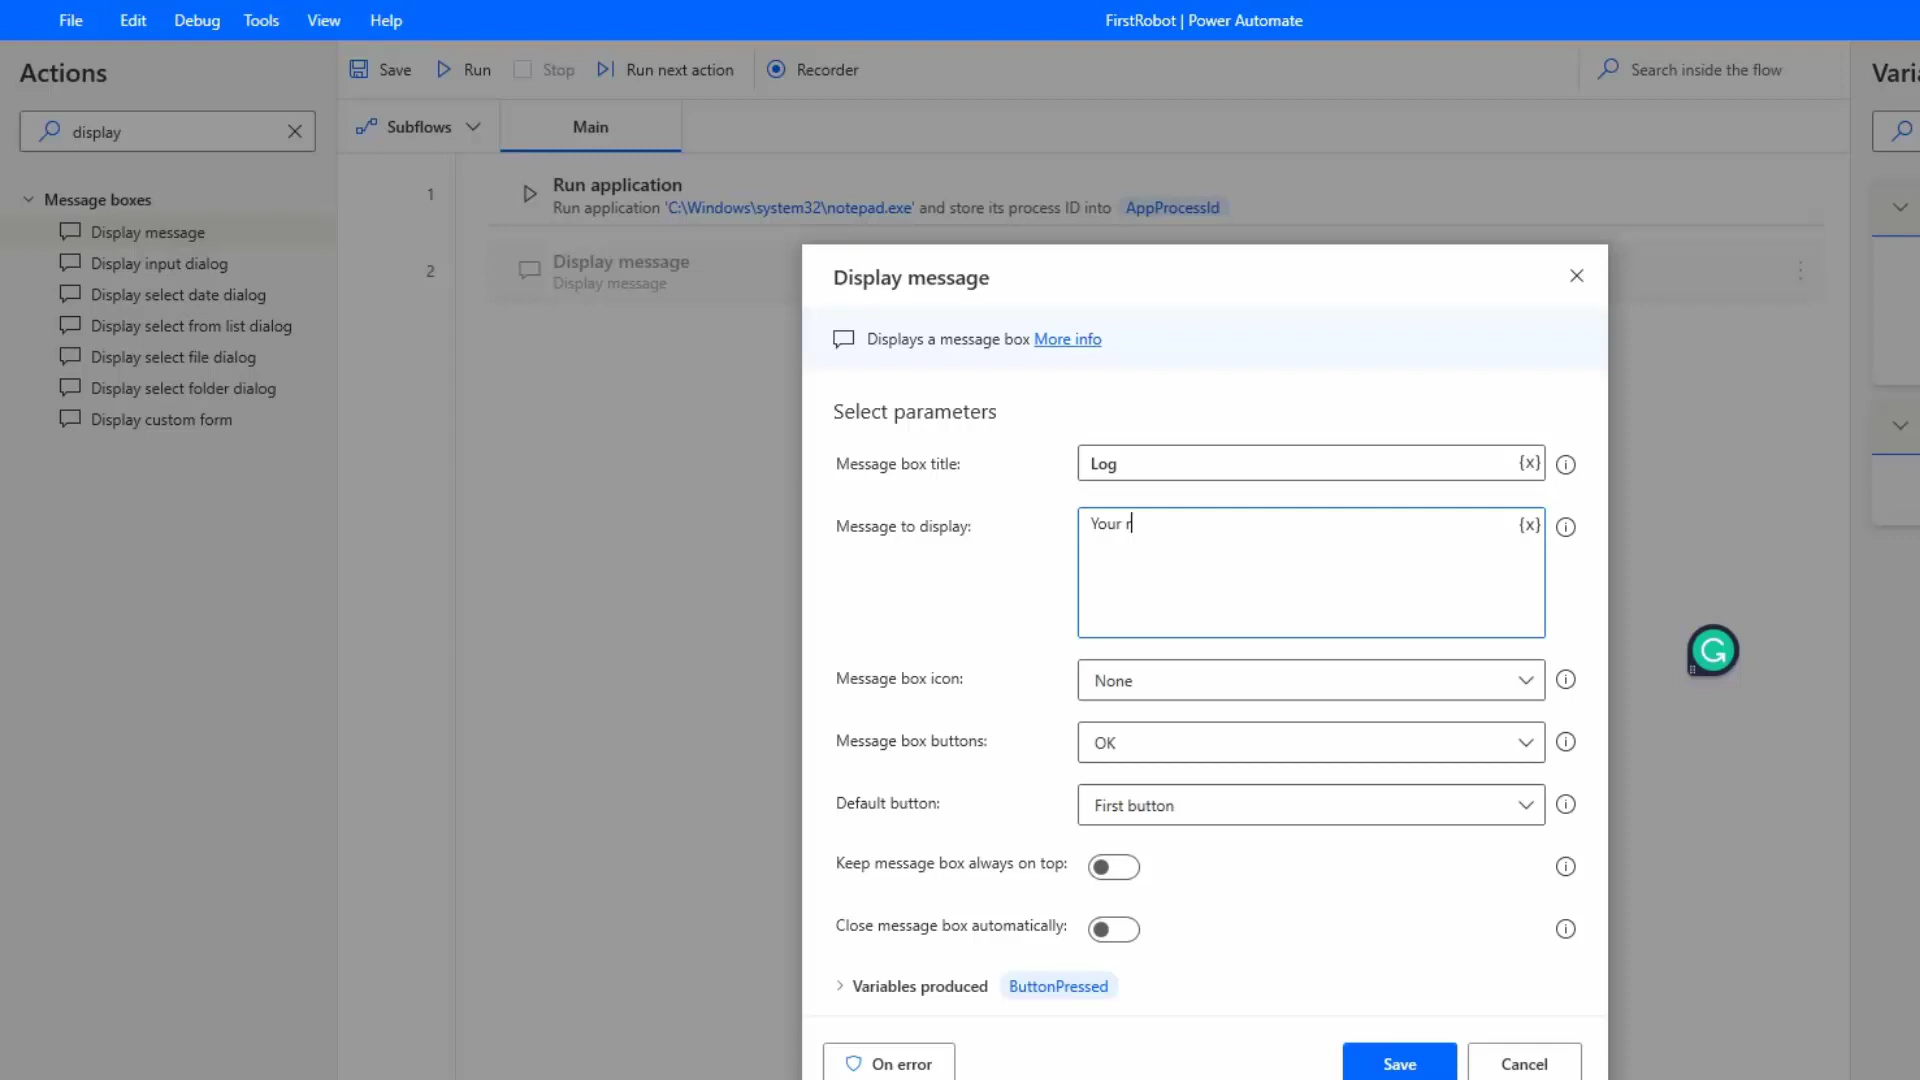 File Edit Debug Tools View Help
FirstRobot | Power Automate
Actions
display
Message boxes
Display message
Display input dialog
Display select date dialog
Display select from list dialog
Display select file dialog
Display select folder dialog
Display custom form
Save Run Stop Run next action Recorder
Search inside the flow
Subflows Main
1 Run application
Run application 'C:\Windows\system32\notepad.exe' and store its process ID into AppProcessId
2 Display message
Display message
Display message
Displays a message box More info
Select parameters
Message box title: Log {x}
Message to display: Your r {x}
Message box icon: None
Message box buttons: OK
Default button: First button
Keep message box always on top:
Close message box automatically:
Variables produced ButtonPressed
On error Save Cancel